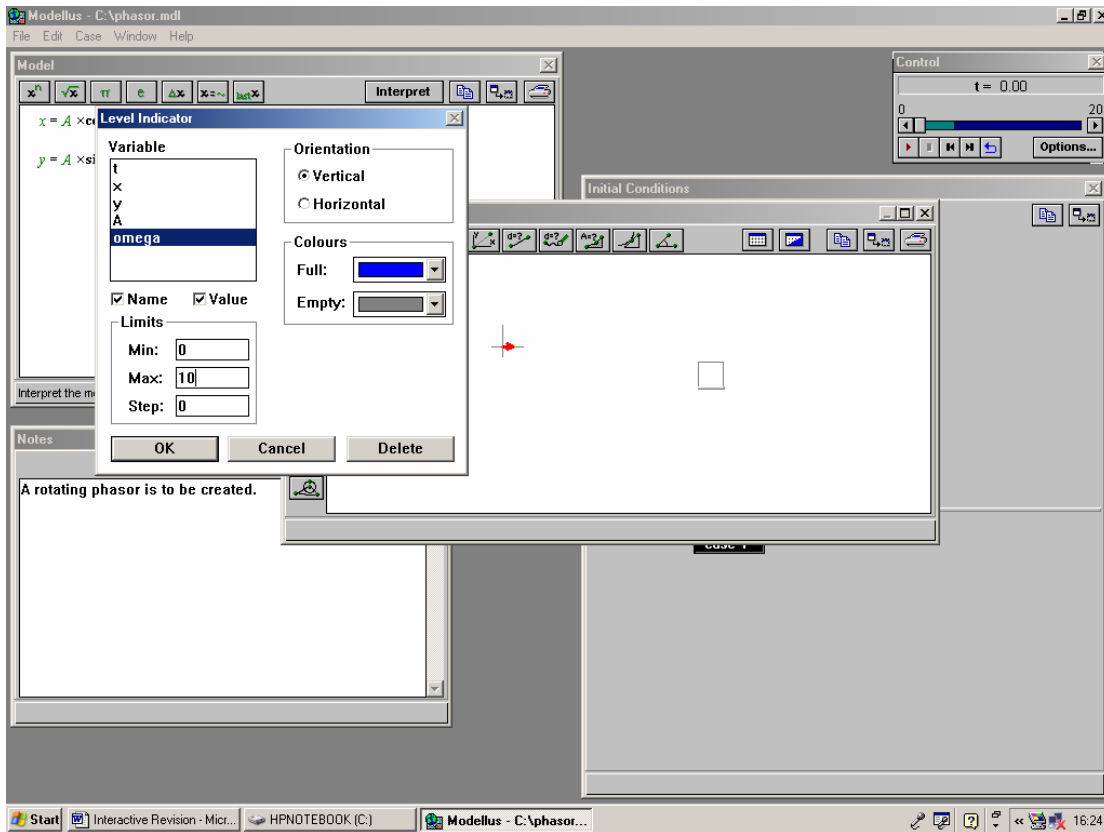 Modellus - C:\phasor.mdl
File Edit Case Window Help
Model
xⁿ √x π e Δx x=~ last x Interpret
x = A ×c
y = A ×si
Interpret the m
Level Indicator
Variable
t
x
y
A
omega
Name Value
Limits
Min: 0
Max: 10
Step: 0
Orientation
Vertical
Horizontal
Colours
Full:
Empty:
OK Cancel Delete
Control
t = 0.00
0 20
Options...
Initial Conditions
Notes
A rotating phasor is to be created.
Start Interactive Revision - Micr... HPNOTEBOOK (C:) Modellus - C:\phasor... « 16:24